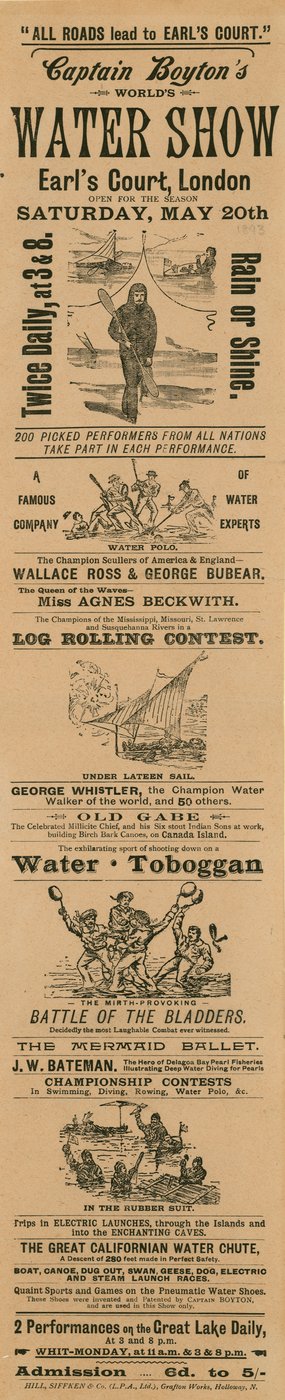 "ALL ROADS lead to EARL'S COURT."
Captain Boyton's
WORLD'S
WATER SHOW
Earl's Court, London
OPEN FOR THE SEASON
SATURDAY, MAY 20th
1893
Twice Daily, at 3 & 8.
Rain or Shine.
200 PICKED PERFORMERS FROM ALL NATIONS
TAKE PART IN EACH PERFORMANCE.
A FAMOUS COMPANY
OF WATER EXPERTS
WATER POLO.
The Champion Scullers of America & England—
WALLACE ROSS & GEORGE BUBEAR.
The Queen of the Waves—
Miss AGNES BECKWITH.
The Champions of the Mississippi, Missouri, St. Lawrence
and Susquehanna Rivers in a
LOG ROLLING CONTEST.
UNDER LATEEN SAIL.
GEORGE WHISTLER, the Champion Water
Walker of the world, and 50 others.
OLD GABE
The Celebrated Millicite Chief, and his Six stout Indian Sons at work,
building Birch Bark Canoes, on Canada Island.
The exhilarating sport of shooting down on a
Water · Toboggan
— THE MIRTH-PROVOKING —
BATTLE OF THE BLADDERS.
Decidedly the most Laughable Combat ever witnessed.
THE MERMAID BALLET.
J. W. BATEMAN. The Hero of Delagoa Bay Pearl Fisheries
Illustrating Deep Water Diving for Pearls
CHAMPIONSHIP CONTESTS
In Swimming, Diving, Rowing, Water Polo, &c.
IN THE RUBBER SUIT.
Trips in ELECTRIC LAUNCHES, through the Islands and
into the ENCHANTING CAVES.
THE GREAT CALIFORNIAN WATER CHUTE,
A Descent of 280 feet made in Perfect Safety.
BOAT, CANOE, DUG OUT, SWAN, GEESE, DOG, ELECTRIC
AND STEAM LAUNCH RACES.
Quaint Sports and Games on the Pneumatic Water Shoes.
These Shoes were invented and Patented by CAPTAIN BOYTON,
and are used in this Show only.
2 Performances on the Great Lake Daily,
At 3 and 8 p.m.
WHIT-MONDAY, at 11 a.m. & 3 & 8 p.m.
Admission .... 6d. to 5/-
HILL, SIFFKEN & Co. (L.P.A., Ltd.), Grafton Works, Holloway, N.